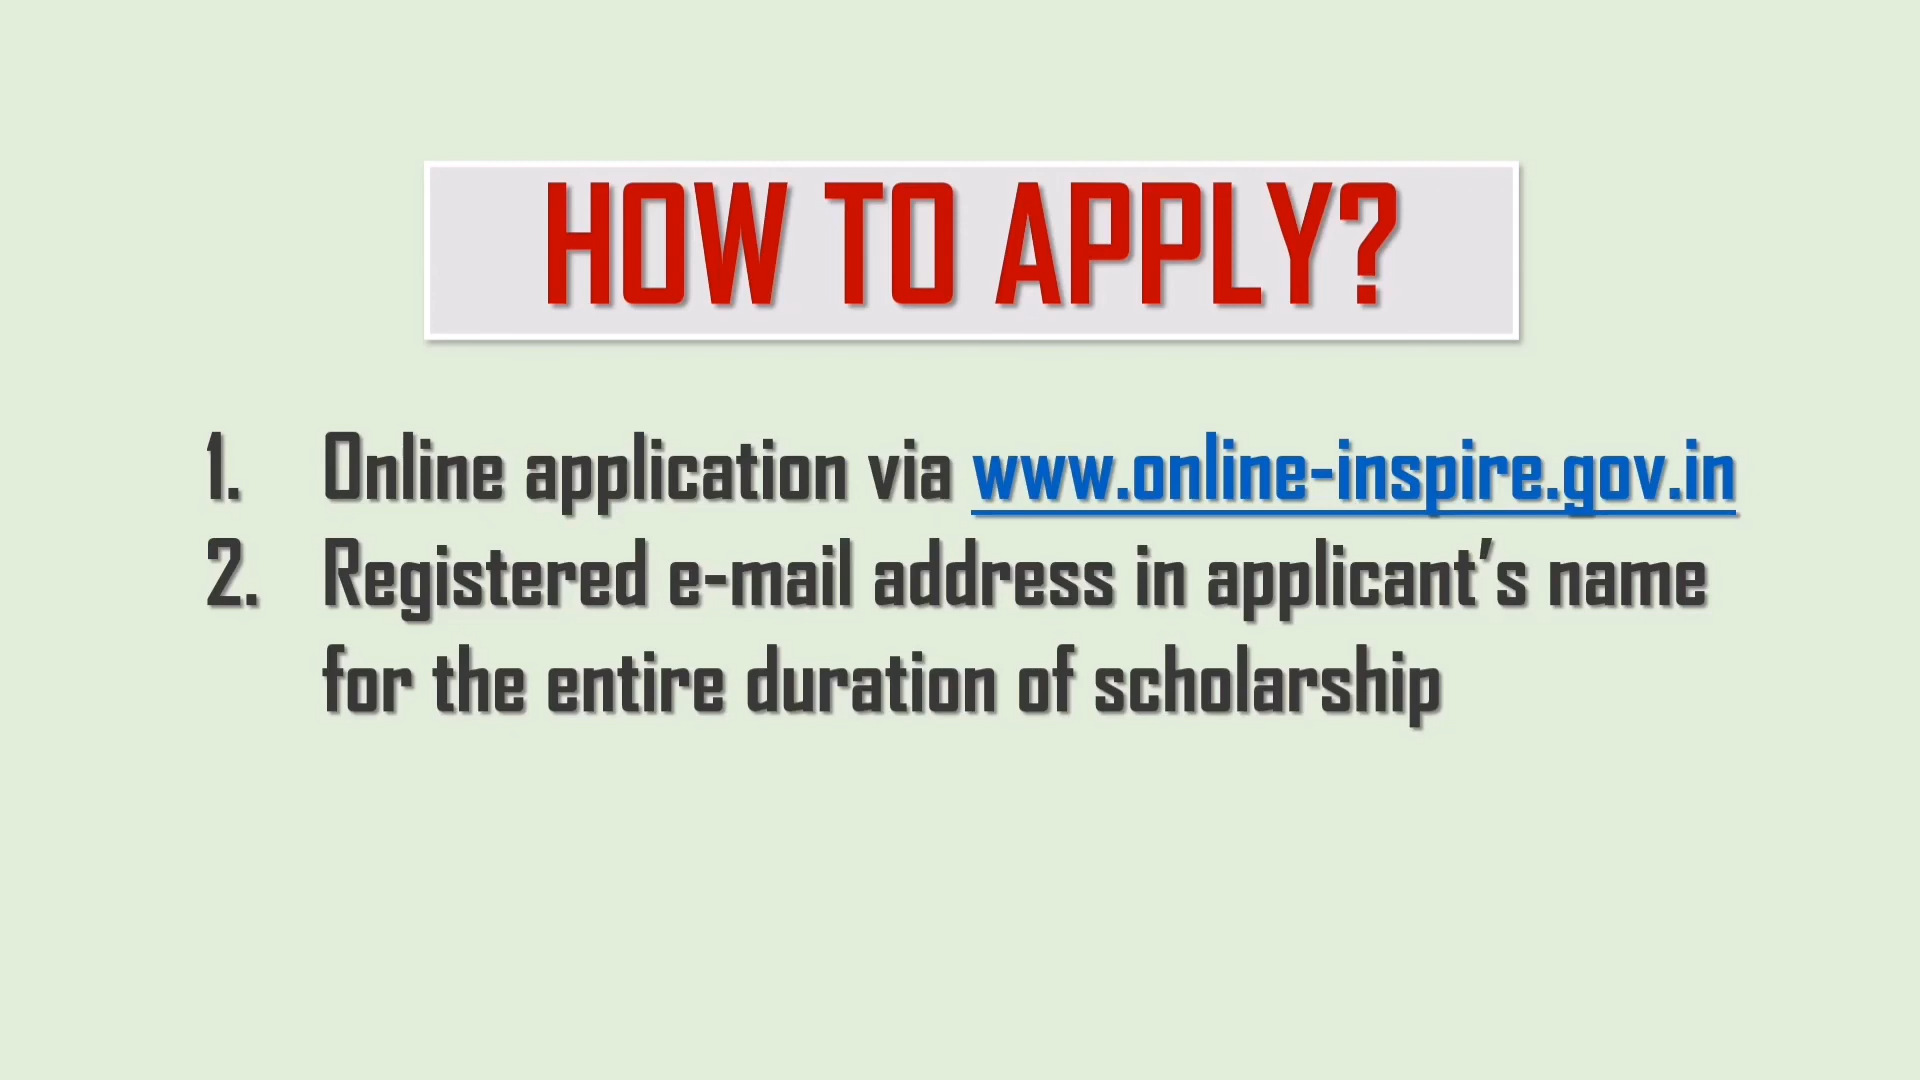 HOW TO APPLY?
1. Online application via www.online-inspire.gov.in
2. Registered e-mail address in applicant’s name
for the entire duration of scholarship